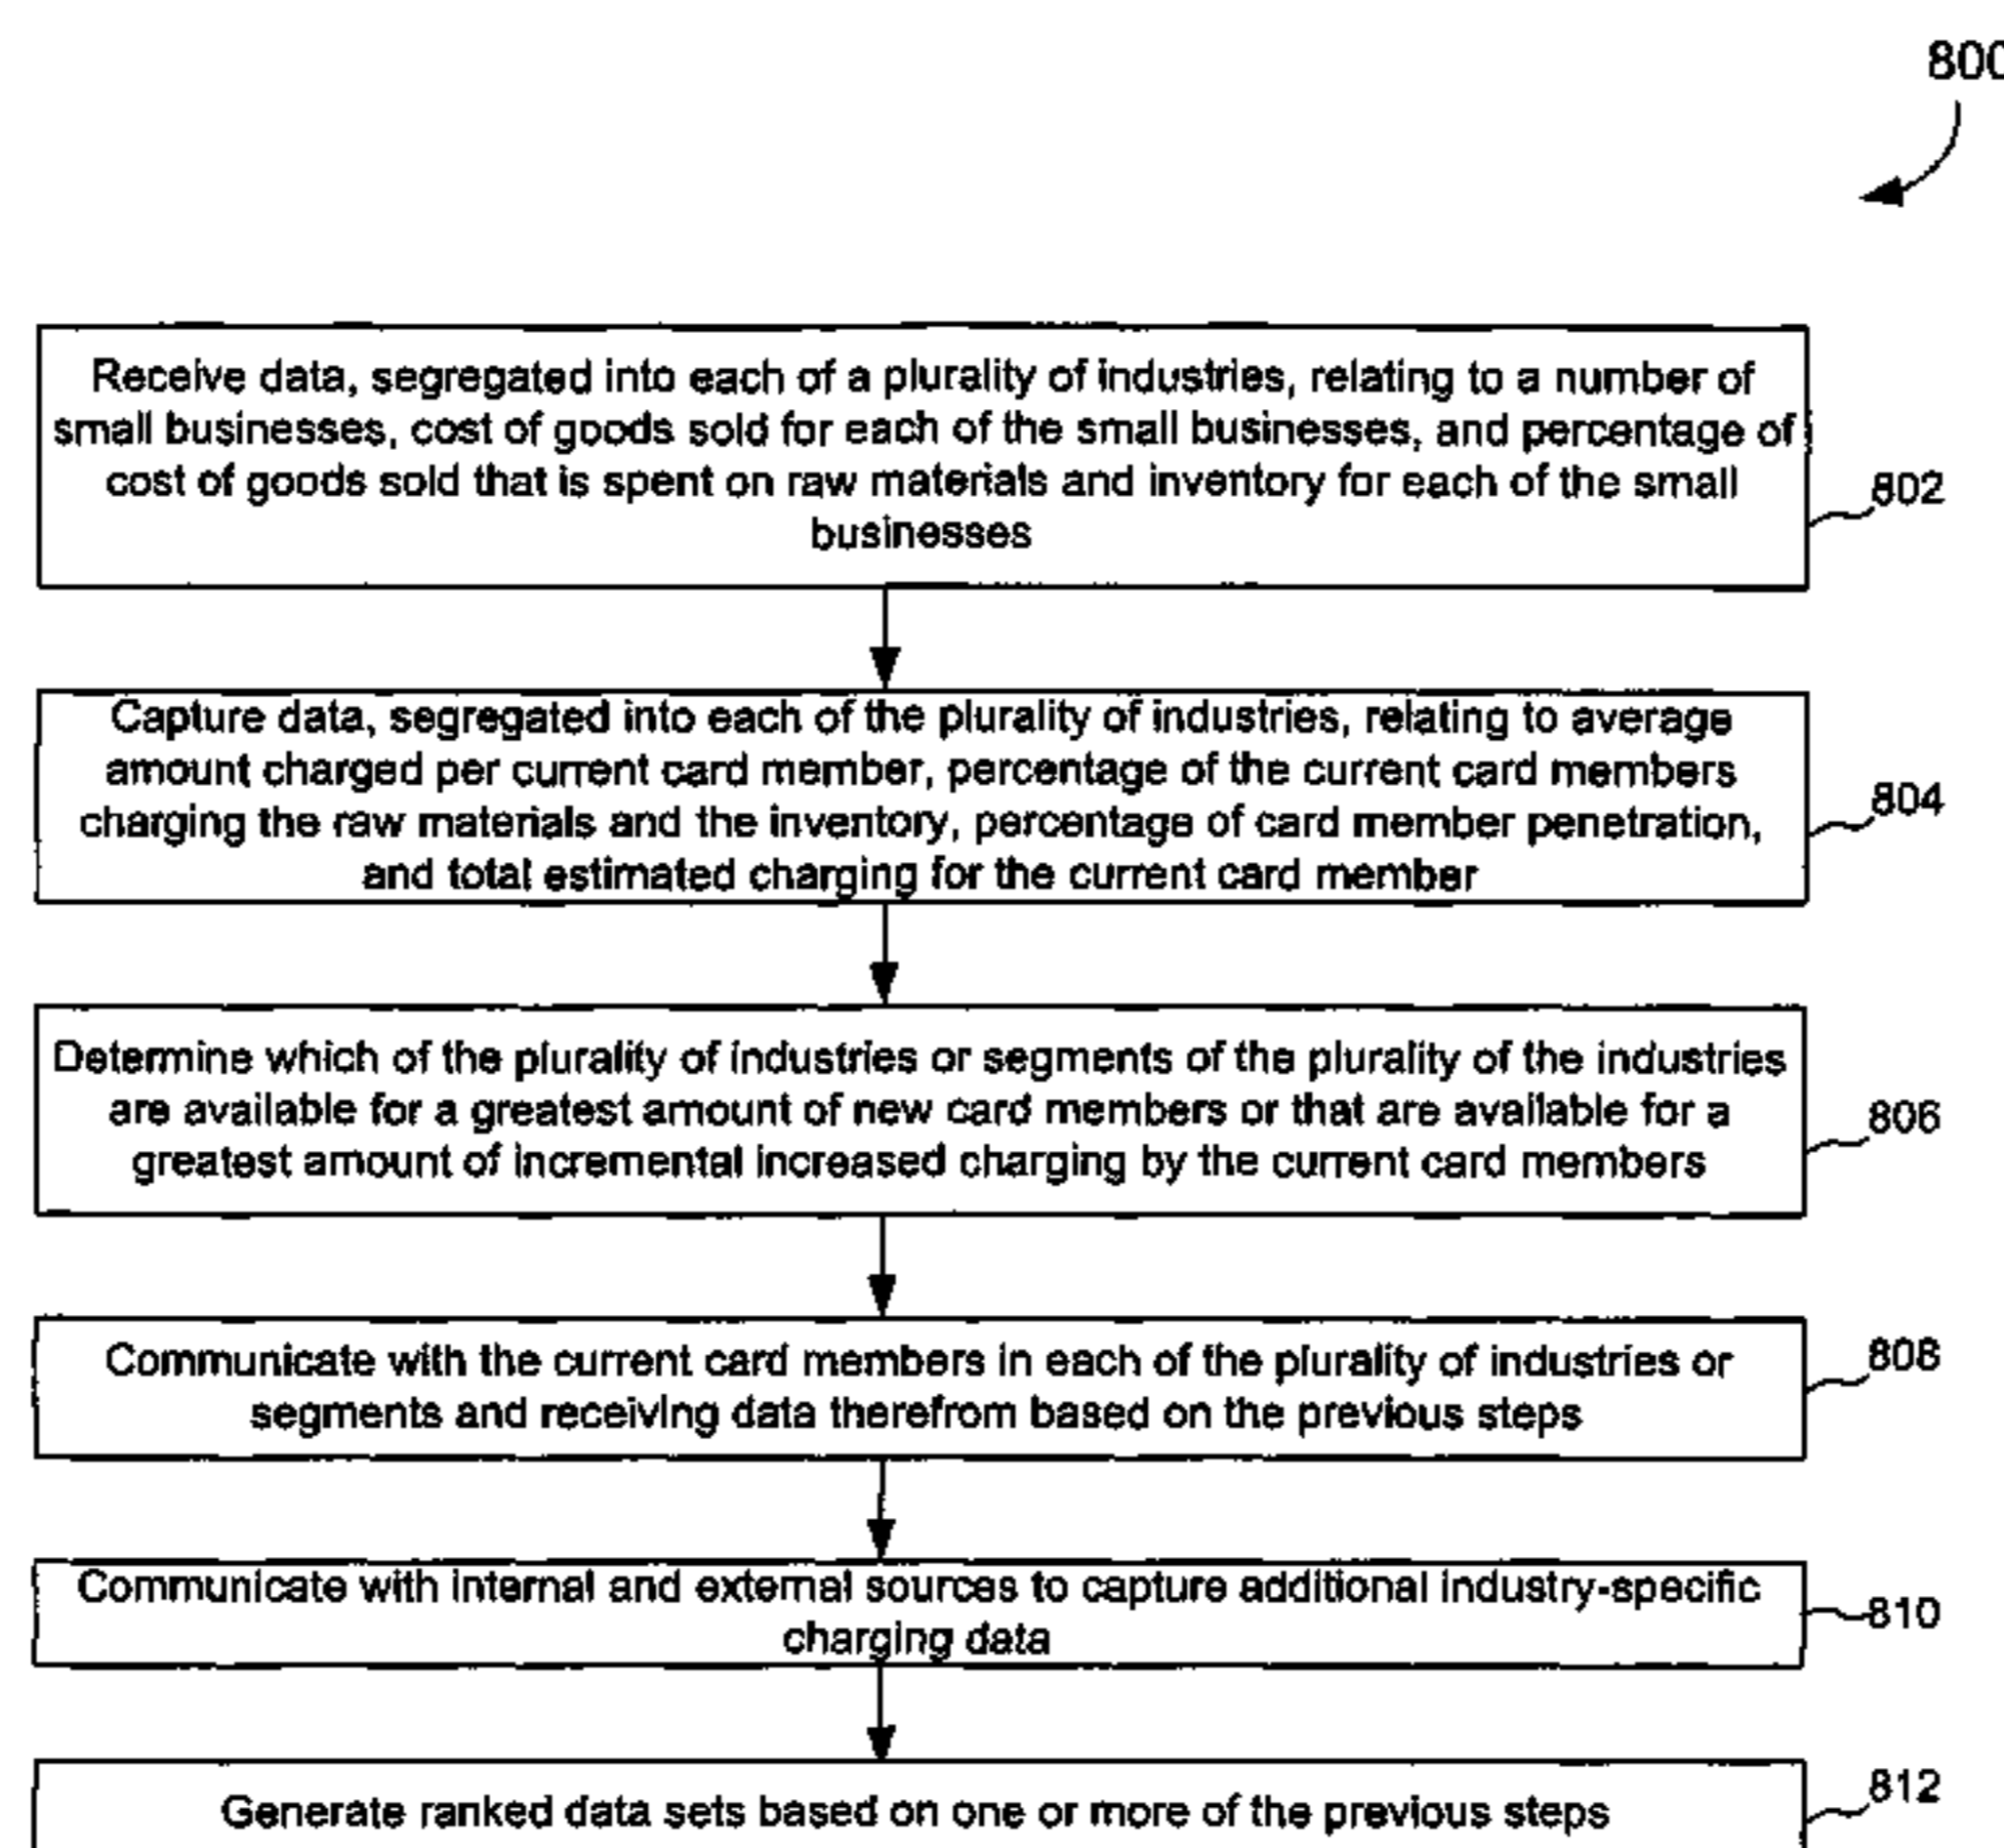 800
Receive data, segregated into each of a plurality of industries, relating to a number of
small businesses, cost of goods sold for each of the small businesses, and percentage of
cost of goods sold that is spent on raw materials and inventory for each of the small
businesses
802
Capture data, segregated into each of the plurality of industries, relating to average
amount charged per current card member, percentage of the current card members
charging the raw materials and the inventory, percentage of card member penetration,
and total estimated charging for the current card member
804
Determine which of the plurality of industries or segments of the plurality of the industries
are available for a greatest amount of new card members or that are available for a
greatest amount of incremental increased charging by the current card members
806
Communicate with the current card members in each of the plurality of industries or
segments and receiving data therefrom based on the previous steps
808
Communicate with internal and external sources to capture additional industry-specific
charging data
810
Generate ranked data sets based on one or more of the previous steps
812